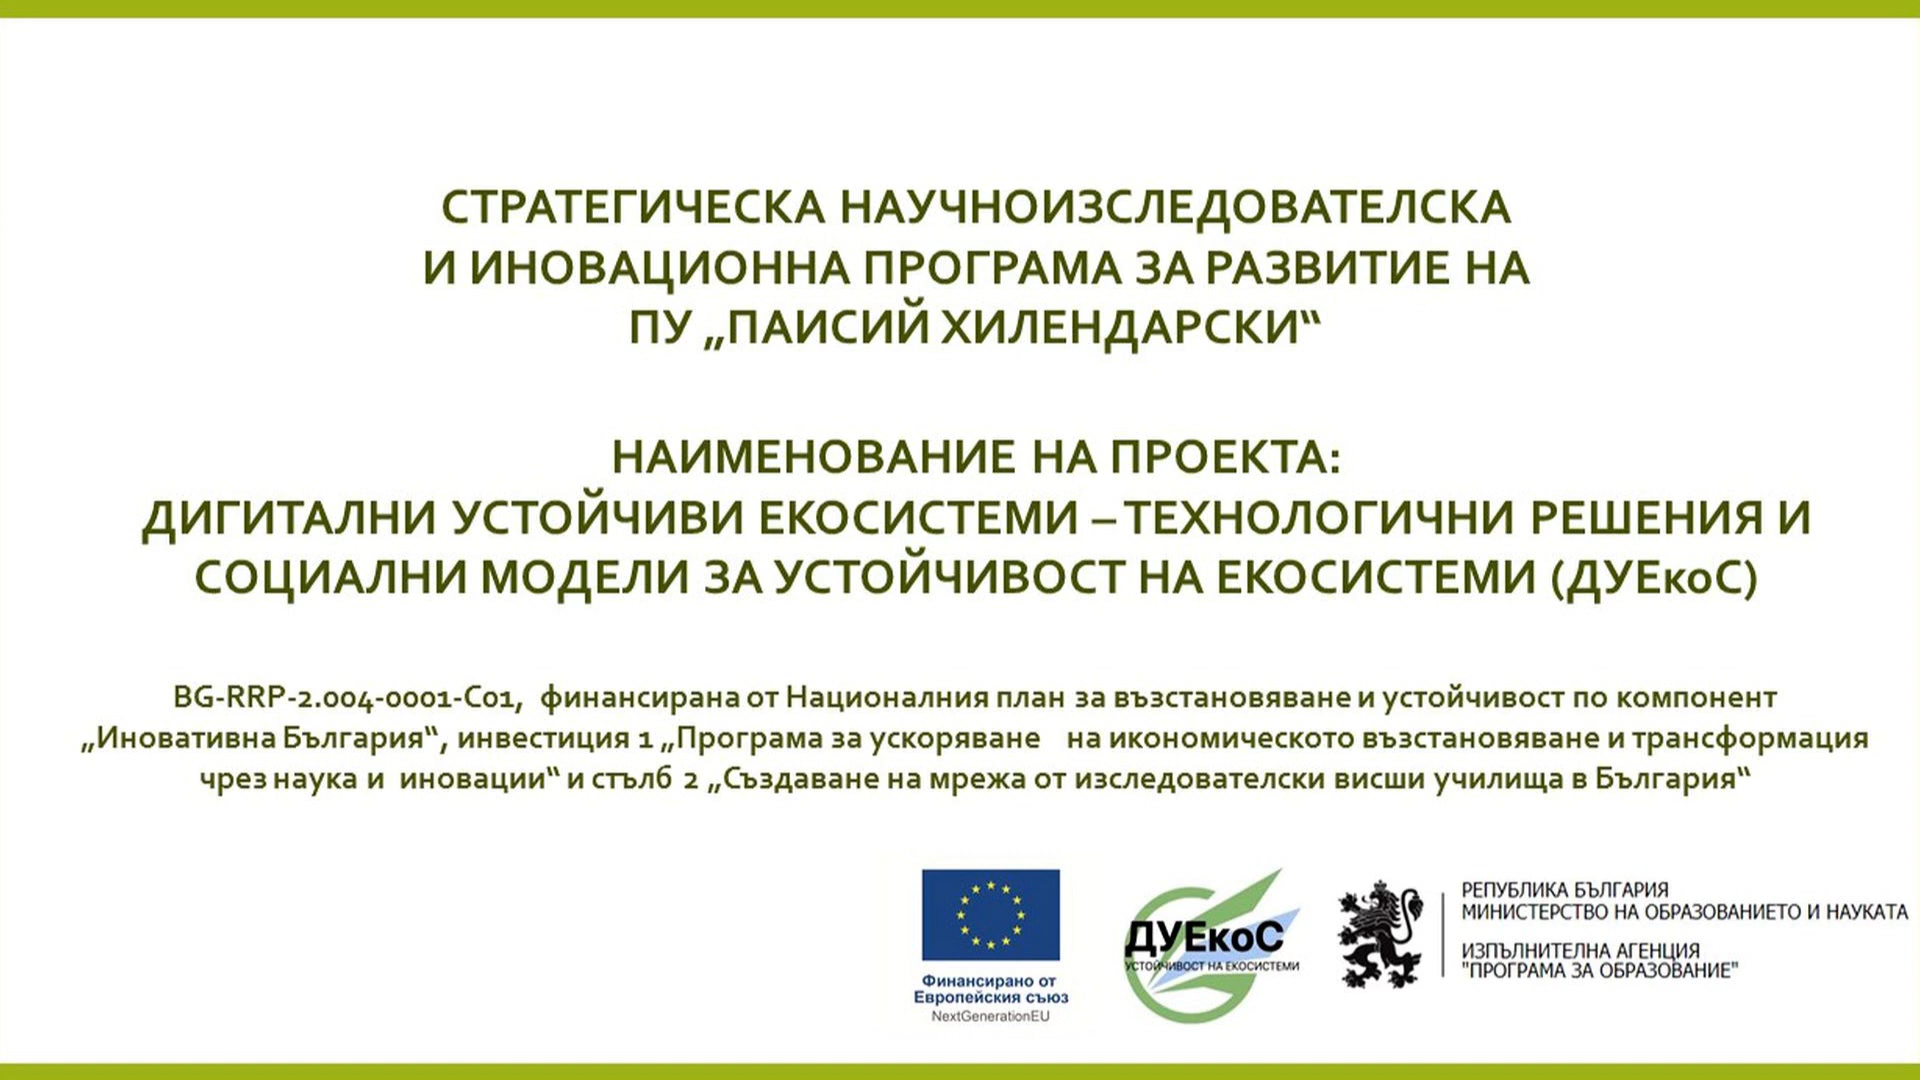 СТРАТЕГИЧЕСКА НАУЧНОИЗСЛЕДОВАТЕЛСКА
И ИНОВАЦИОННА ПРОГРАМА ЗА РАЗВИТИЕ НА
ПУ „ПАИСИЙ ХИЛЕНДАРСКИ“
НАИМЕНОВАНИЕ НА ПРОЕКТА:
ДИГИТАЛНИ УСТОЙЧИВИ ЕКОСИСТЕМИ – ТЕХНОЛОГИЧНИ РЕШЕНИЯ И
СОЦИАЛНИ МОДЕЛИ ЗА УСТОЙЧИВОСТ НА ЕКОСИСТЕМИ (ДУЕкоС)
BG-RRP-2.004-0001-C01, финансирана от Националния план за възстановяване и устойчивост по компонент
„Иновативна България“, инвестиция 1 „Програма за ускоряване на икономическото възстановяване и трансформация
чрез наука и иновации“ и стълб 2 „Създаване на мрежа от изследователски висши училища в България“
Финансирано от
Европейския съюз
NextGenerationEU
ДУЕкоС
УСТОЙЧИВОСТ НА ЕКОСИСТЕМИ
РЕПУБЛИКА БЪЛГАРИЯ
МИНИСТЕРСТВО НА ОБРАЗОВАНИЕТО И НАУКАТА
ИЗПЪЛНИТЕЛНА АГЕНЦИЯ
"ПРОГРАМА ЗА ОБРАЗОВАНИЕ"